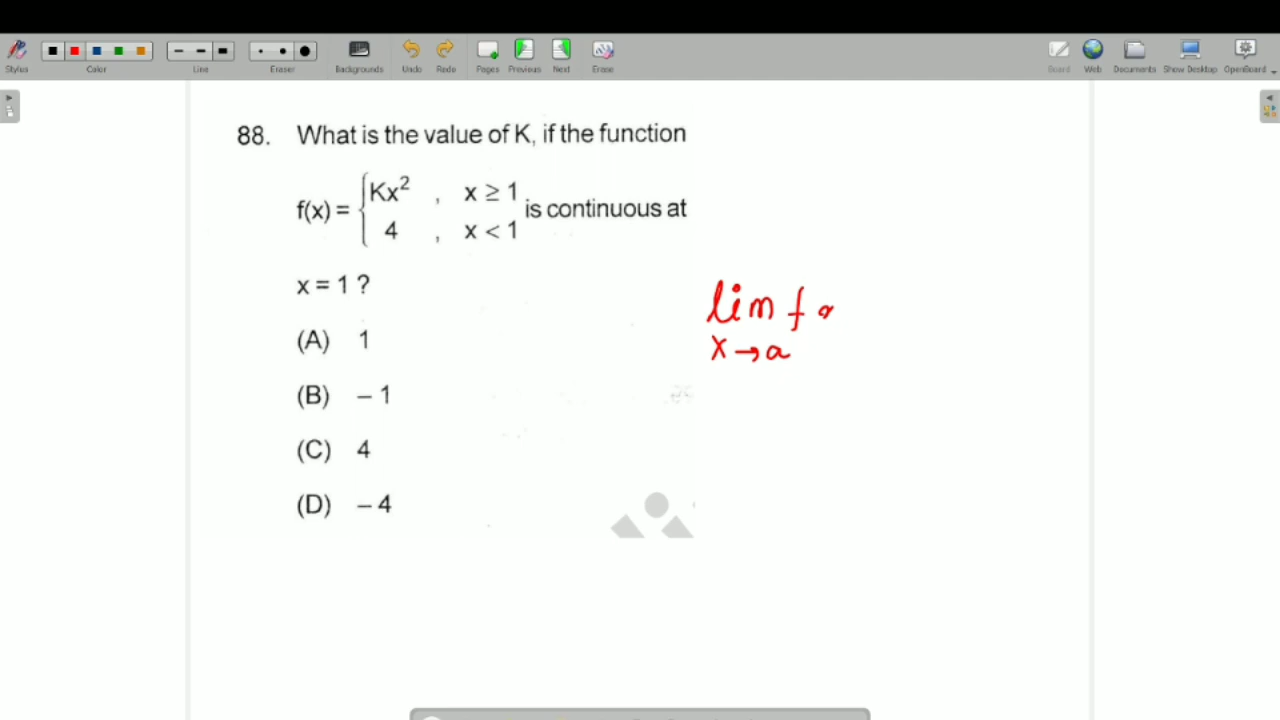 Stylus Color Line Eraser Backgrounds Undo Redo Pages Previous Next Erase Board Web Documents Show Desktop OpenBoard
88. What is the value of K, if the function
f(x) = { Kx² , x ≥ 1
4 , x < 1
is continuous at
x = 1 ?
(A) 1
(B) – 1
(C) 4
(D) – 4
lim f
x→a